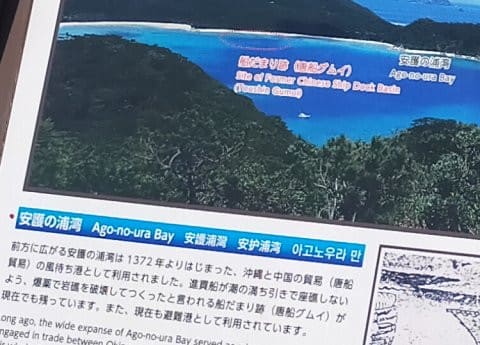 船だまり跡（唐船グムイ）
Site of Former Chinese Ship Dock Basin
(Toushin Gumui)
安護の浦湾
Ago-no-ura Bay
安護の浦湾 Ago-no-ura Bay 安護浦灣 安护浦湾 아고노우라 만
前方に広がる安護の浦湾は1372年よりはじまった、沖縄と中国の貿易（唐船
貿易）の風待ち港として利用されました。進貢船が潮の満ち引きで座礁しない
よう、爆薬で岩礁を破壊してつくったと言われる船だまり跡（唐船グムイ）が
現在でも残っています。また、現在も避難港として利用されています。
Long ago, the wide expanse of Ago-no-ura Bay served
engaged in trade between